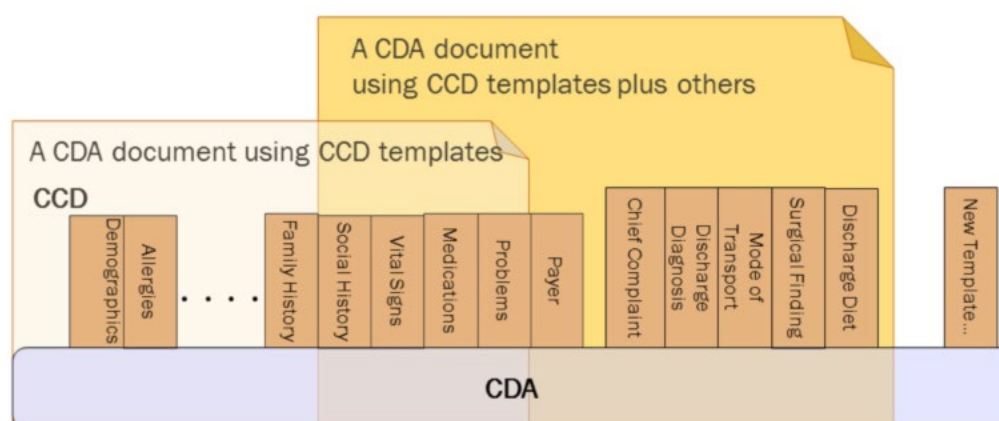 A CDA document
using CCD templates plus others
A CDA document using CCD templates
CCD
Demographics
Allergies
. . . . .
Family History
Social History
Vital Signs
Medications
Problems
Payer
Chief Complaint
Discharge
Diagnosis
Mode of
Transport
Surgical Finding
Discharge Diet
New Template...
CDA